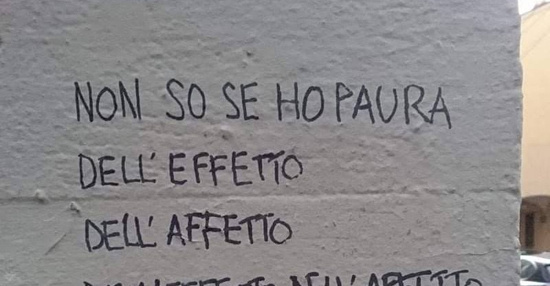 NON SO SE HO PAURA
DELL'EFFETTO
DELL'AFFETTO